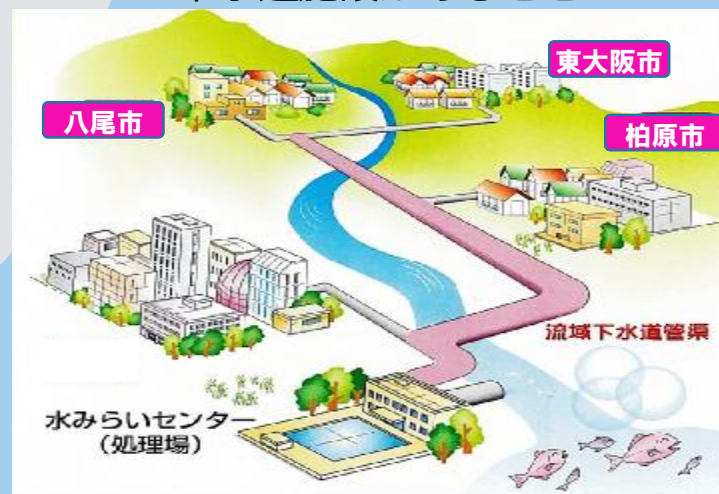 東大阪市
八尾市
柏原市
流域下水道管渠
水みらいセンター
(処理場)